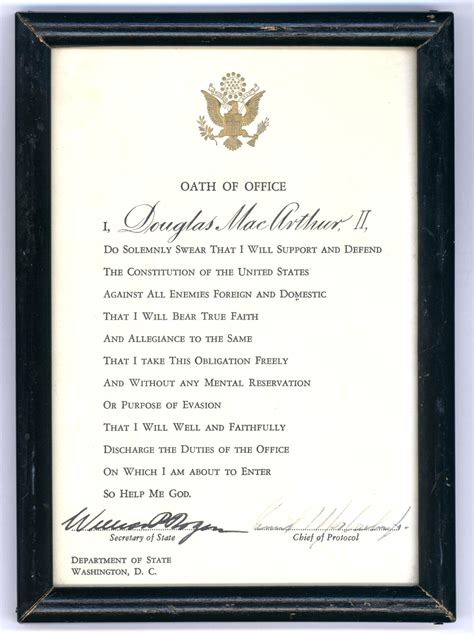 OATH OF OFFICE
I, Douglas MacArthur, II,
DO SOLEMNLY SWEAR THAT I WILL SUPPORT AND DEFEND
THE CONSTITUTION OF THE UNITED STATES
AGAINST ALL ENEMIES FOREIGN AND DOMESTIC
THAT I WILL BEAR TRUE FAITH
AND ALLEGIANCE TO THE SAME
THAT I TAKE THIS OBLIGATION FREELY
AND WITHOUT ANY MENTAL RESERVATION
OR PURPOSE OF EVASION
THAT I WILL WELL AND FAITHFULLY
DISCHARGE THE DUTIES OF THE OFFICE
ON WHICH I AM ABOUT TO ENTER
SO HELP ME GOD.
William P. Rogers
Secretary of State
Chief of Protocol
DEPARTMENT OF STATE
WASHINGTON, D. C.